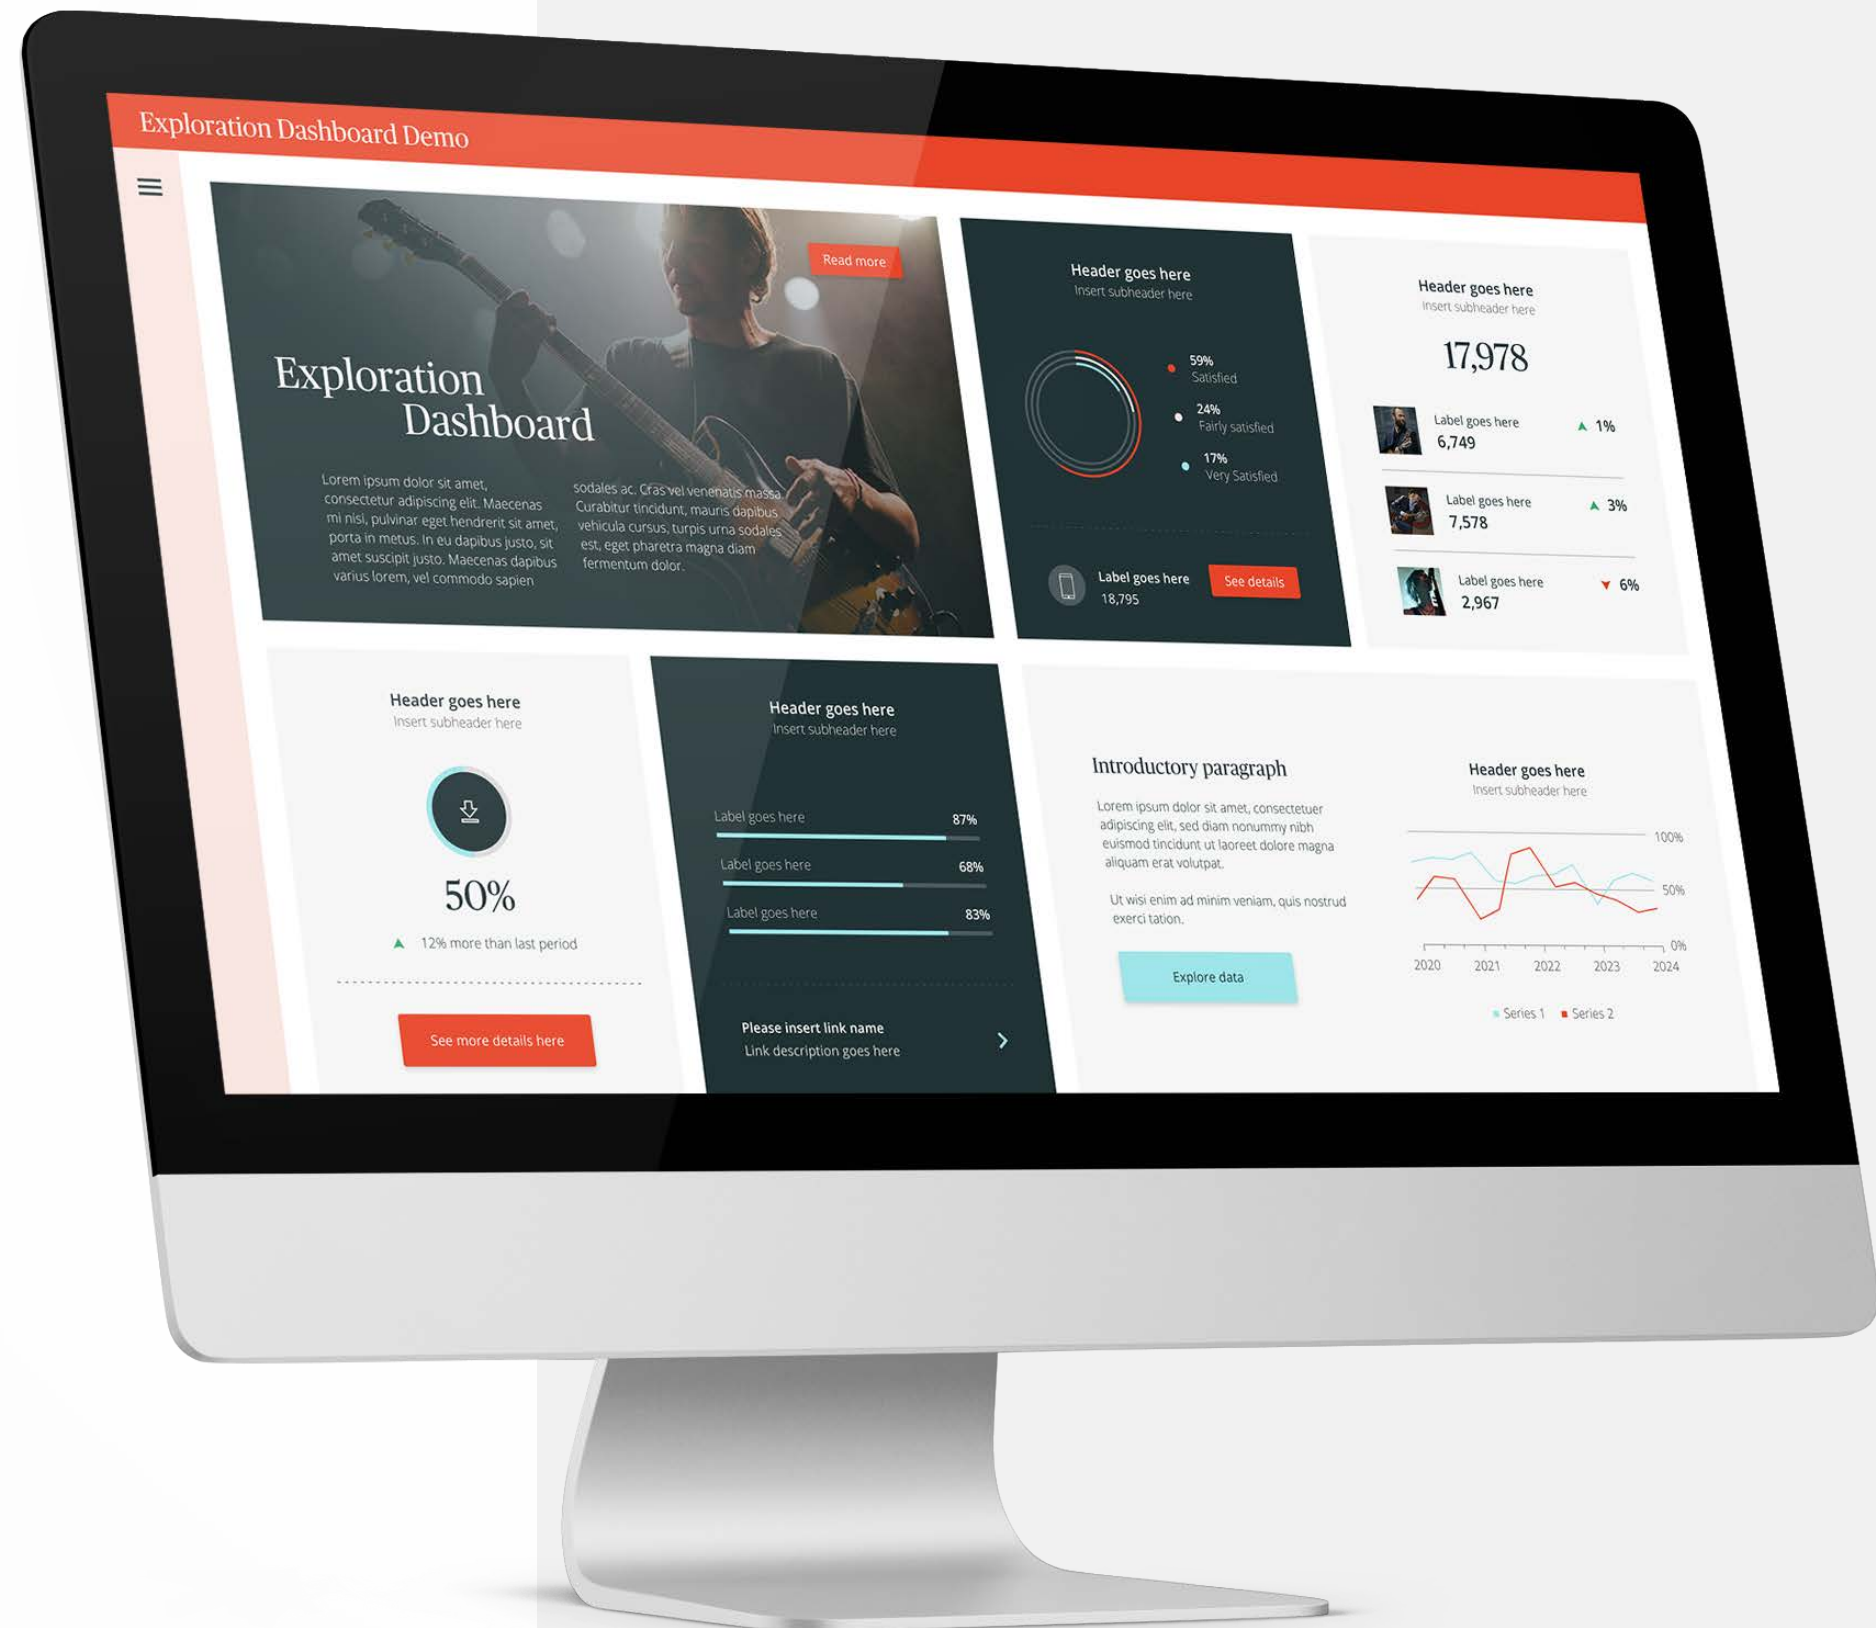 Exploration Dashboard Demo
Read more
Exploration
Dashboard
Lorem ipsum dolor sit amet,
consectetur adipiscing elit. Maecenas
mi nisl, pulvinar eget hendrerit sit amet,
porta in metus. In eu dapibus justo, sit
amet suscipit justo. Maecenas dapibus
varius lorem, vel commodo sapien
sodales ac. Cras vel venenatis massa.
Curabitur tincidunt, mauris dapibus
vehicula cursus, turpis urna sodales
est, eget pharetra magna diam
fermentum dolor.
Header goes here
Insert subheader here
59%
Satisfied
24%
Fairly satisfied
17%
Very Satisfied
Label goes here
18,795
See details
Header goes here
Insert subheader here
17,978
Label goes here
6,749
1%
Label goes here
7,578
3%
Label goes here
2,967
6%
Header goes here
Insert subheader here
50%
12% more than last period
See more details here
Header goes here
Insert subheader here
Label goes here 87%
Label goes here 68%
Label goes here 83%
Please insert link name
Link description goes here
Introductory paragraph
Lorem ipsum dolor sit amet, consectetuer
adipiscing elit, sed diam nonummy nibh
euismod tincidunt ut laoreet dolore magna
aliquam erat volutpat.
Ut wisi enim ad minim veniam, quis nostrud
exerci tation.
Explore data
Header goes here
Insert subheader here
100%
50%
0%
2020 2021 2022 2023 2024
Series 1 Series 2